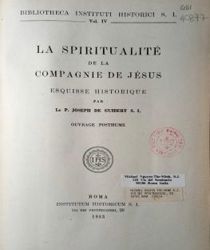 BIBLIOTHECA INSTITUTI HISTORICI S. I.
Vol. IV
LA SPIRITUALITÉ
DE LA
COMPAGNIE DE JÉSUS
ESQUISSE HISTORIQUE
PAR
Le P. JOSEPH DE GUIBERT S. I.
OUVRAGE POSTHUME
IHS
ROMA
INSTITUTUM HISTORICUM S. I.
1953